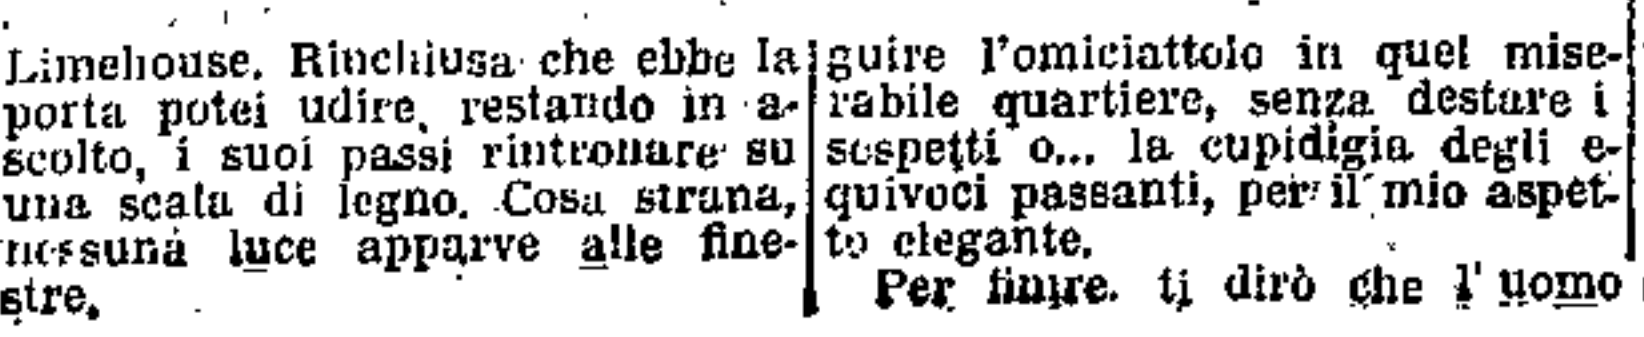 Limehouse. Rinchiusa che ebbe la
porta potei udire, restando in a-
scolto, i suoi passi rintronare su
una scala di legno. Cosa strana,
nessuna luce apparve alle fine-
stre.
guire l'omiciattolo in quel mise-
rabile quartiere, senza destare i
sospetti o... la cupidigia degli e-
quivoci passanti, per il mio aspet-
to elegante.
Per finire. ti dirò che l'uomo